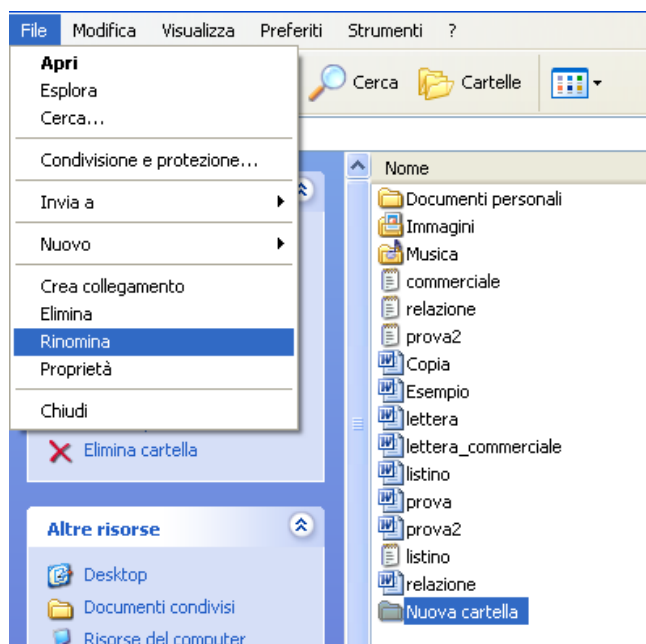 File Modifica Visualizza Preferiti Strumenti ?
Apri
Esplora
Cerca...
Condivisione e protezione...
Invia a
Nuovo
Crea collegamento
Elimina
Rinomina
Proprietà
Chiudi
Elimina cartella
Altre risorse
Desktop
Documenti condivisi
Risorse del computer
Cerca Cartelle
Nome
Documenti personali
Immagini
Musica
commerciale
relazione
prova2
Copia
Esempio
lettera
lettera_commerciale
listino
prova
prova2
listino
relazione
Nuova cartella